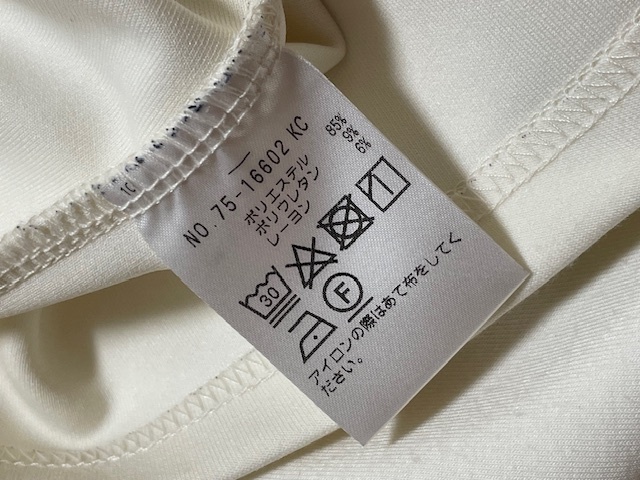 10
NO. 75-16602 KC
ポリエステル 85%
ポリウレタン 9%
レーヨン 6%
30
F
アイロンの際はあて布をしてく
ださい。